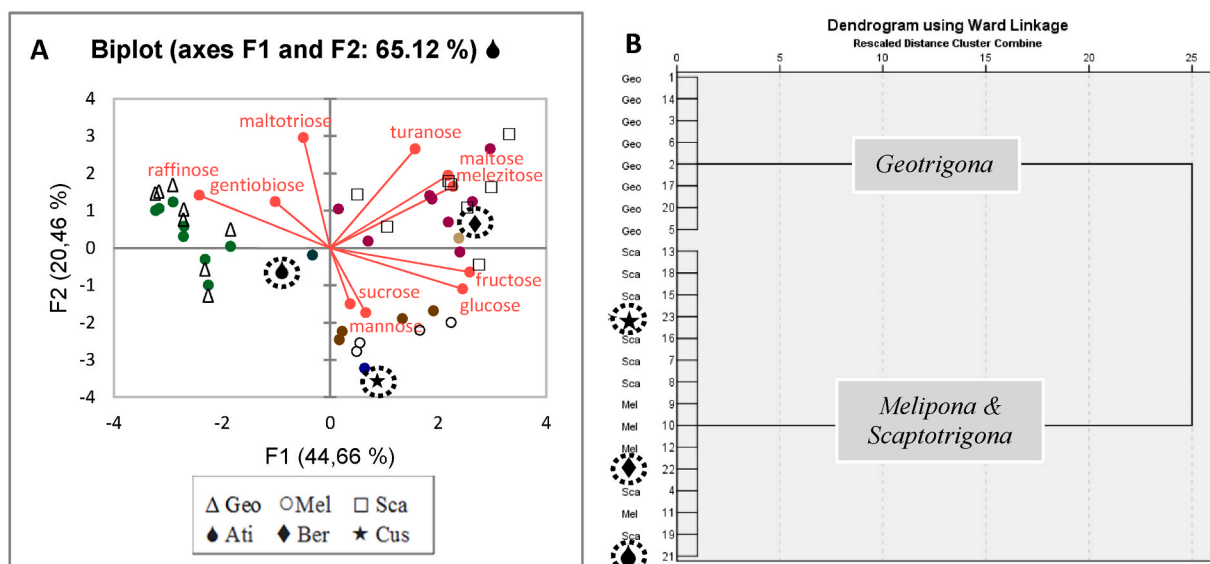 A
Biplot (axes F1 and F2: 65.12 %)
4
3
2
1
0
-1
-2
-3
-4
F2 (20,46 %)
maltotriose
turanose
raffinose
maltose
gentiobiose
melezitose
fructose
sucrose
glucose
mannose
-4 -2 0 2 4
F1 (44,66 %)
Geo Mel Sca
Ati Ber Cus
B
Dendrogram using Ward Linkage
Rescaled Distance Cluster Combine
0 5 10 15 20 25
Geo 1
Geo 14
Geo 3
Geo 6
Geo 2
Geo 17
Geo 20
Geo 5
Sca 13
Sca 18
Sca 15
23
Sca 16
Sca 7
Sca 8
Mel 9
Mel 10
Mel 12
22
Sca 4
Mel 11
Sca 19
21
Geotrigona
Melipona &
Scaptotrigona